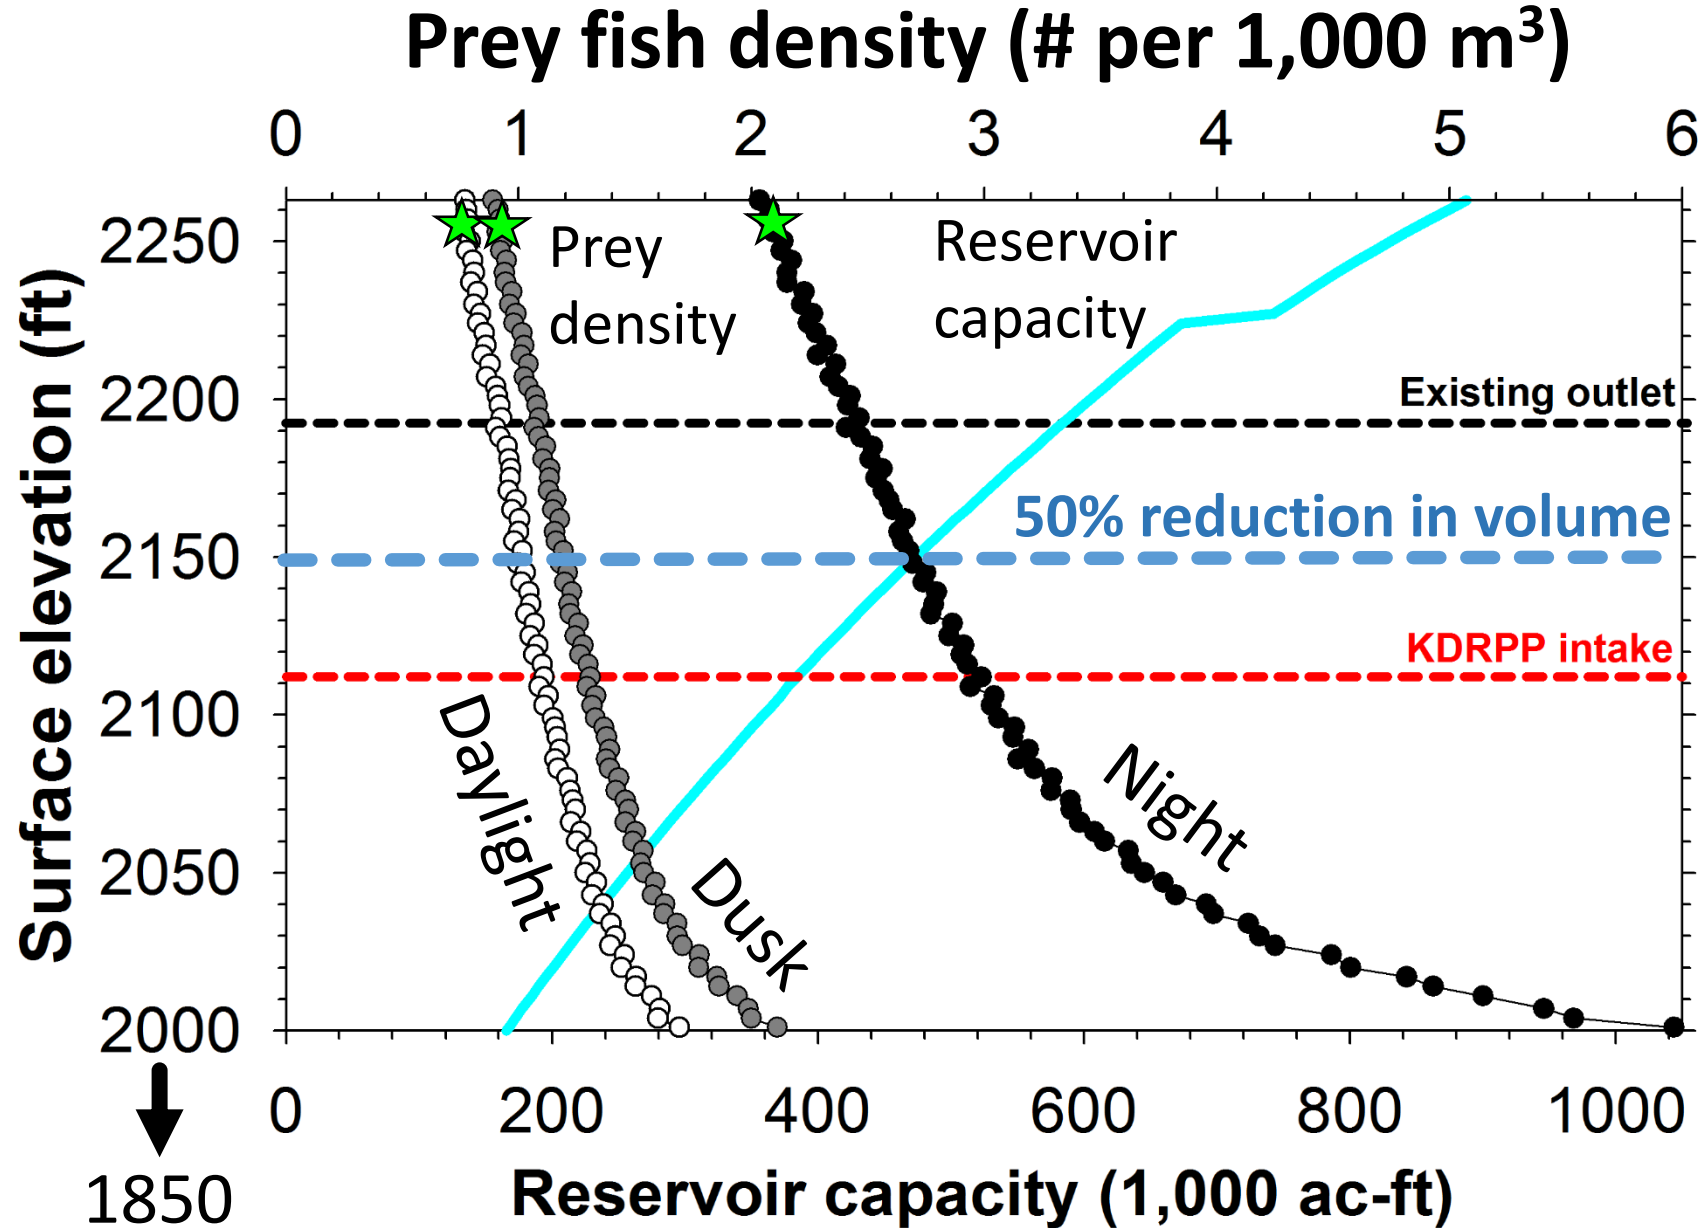 Prey fish density (# per 1,000 m³)
0 1 2 3 4 5 6
Surface elevation (ft)
2250
2200
2150
2100
2050
2000
1850
Prey
density
Reservoir
capacity
Existing outlet
50% reduction in volume
KDRPP intake
Daylight
Dusk
Night
0 200 400 600 800 1000
Reservoir capacity (1,000 ac-ft)